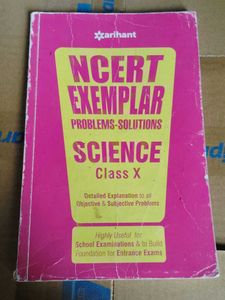 arihant
NCERT
EXEMPLAR
PROBLEMS-SOLUTIONS
SCIENCE
Class X
Detailed Explanation to all
Objective & Subjective Problems
Highly Useful for
School Examinations & to Build
Foundation for Entrance Exams